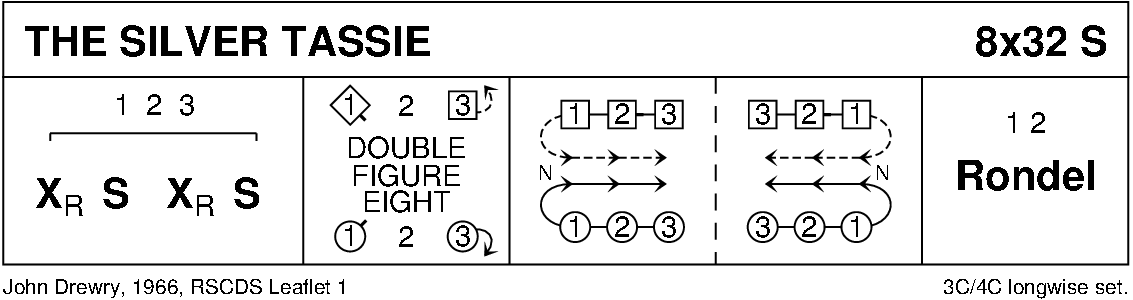 THE SILVER TASSIE 8x32 S
1 2 3
X_R S X_R S
1 2 3
DOUBLE
FIGURE
EIGHT
1 2 3
1 2 3
N
1 2 3
3 2 1
N
3 2 1
1 2
Rondel
John Drewry, 1966, RSCDS Leaflet 1 3C/4C longwise set.